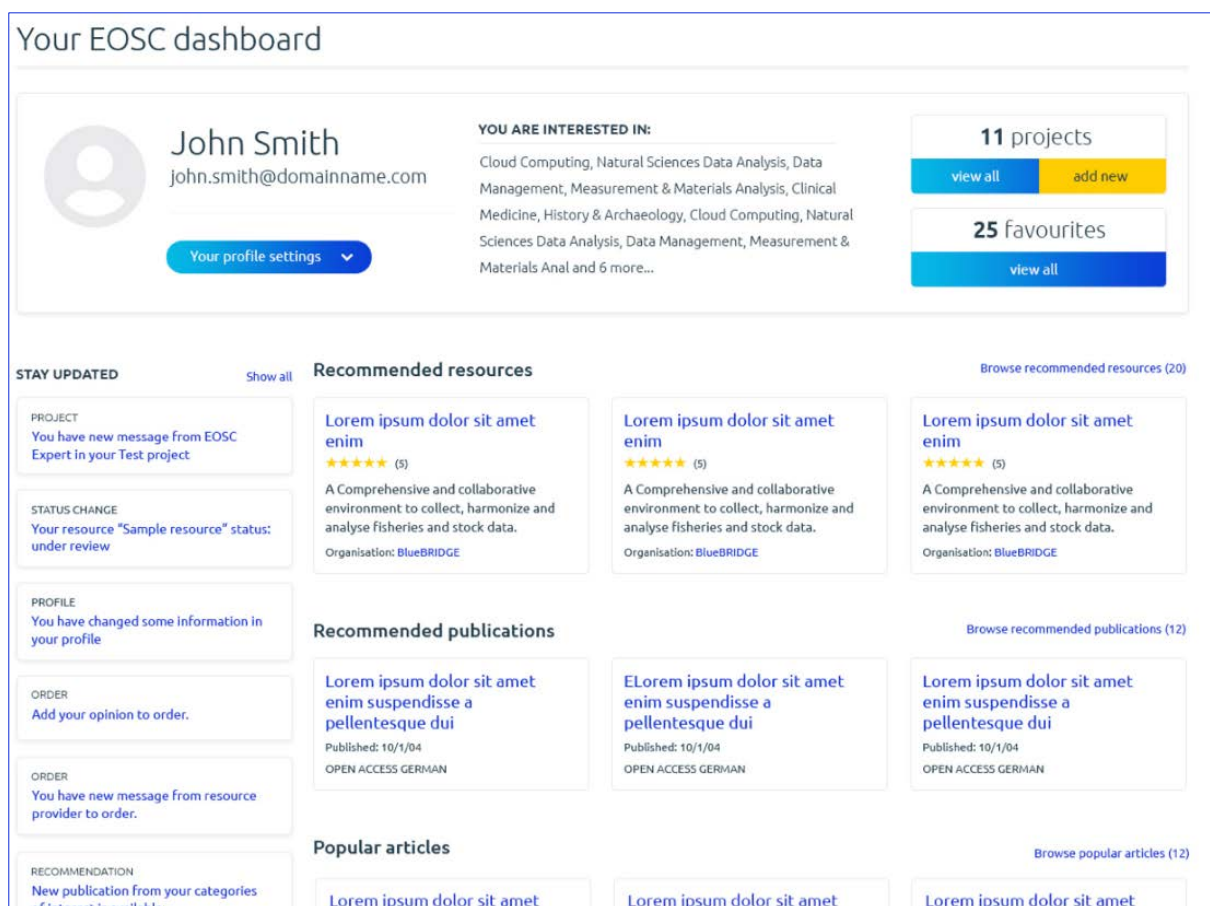 Your EOSC dashboard
John Smith
john.smith@domainname.com
Your profile settings
YOU ARE INTERESTED IN:
Cloud Computing, Natural Sciences Data Analysis, Data
Management, Measurement & Materials Analysis, Clinical
Medicine, History & Archaeology, Cloud Computing, Natural
Sciences Data Analysis, Data Management, Measurement &
Materials Anal and 6 more...
11 projects
view all
add new
25 favourites
view all
STAY UPDATED
Show all
PROJECT
You have new message from EOSC
Expert in your Test project
STATUS CHANGE
Your resource “Sample resource” status:
under review
PROFILE
You have changed some information in
your profile
ORDER
Add your opinion to order.
ORDER
You have new message from resource
provider to order.
RECOMMENDATION
New publication from your categories
Recommended resources
Browse recommended resources (20)
Lorem ipsum dolor sit amet
enim
(5)
A Comprehensive and collaborative
environment to collect, harmonize and
analyse fisheries and stock data.
Organisation: BlueBRIDGE
Lorem ipsum dolor sit amet
enim
(5)
A Comprehensive and collaborative
environment to collect, harmonize and
analyse fisheries and stock data.
Organisation: BlueBRIDGE
Lorem ipsum dolor sit amet
enim
(5)
A Comprehensive and collaborative
environment to collect, harmonize and
analyse fisheries and stock data.
Organisation: BlueBRIDGE
Recommended publications
Browse recommended publications (12)
Lorem ipsum dolor sit amet
enim suspendisse a
pellentesque dui
Published: 10/1/04
OPEN ACCESS GERMAN
ELorem ipsum dolor sit amet
enim suspendisse a
pellentesque dui
Published: 10/1/04
OPEN ACCESS GERMAN
Lorem ipsum dolor sit amet
enim suspendisse a
pellentesque dui
Published: 10/1/04
OPEN ACCESS GERMAN
Popular articles
Browse popular articles (12)
Lorem ipsum dolor sit amet
Lorem ipsum dolor sit amet
Lorem ipsum dolor sit amet